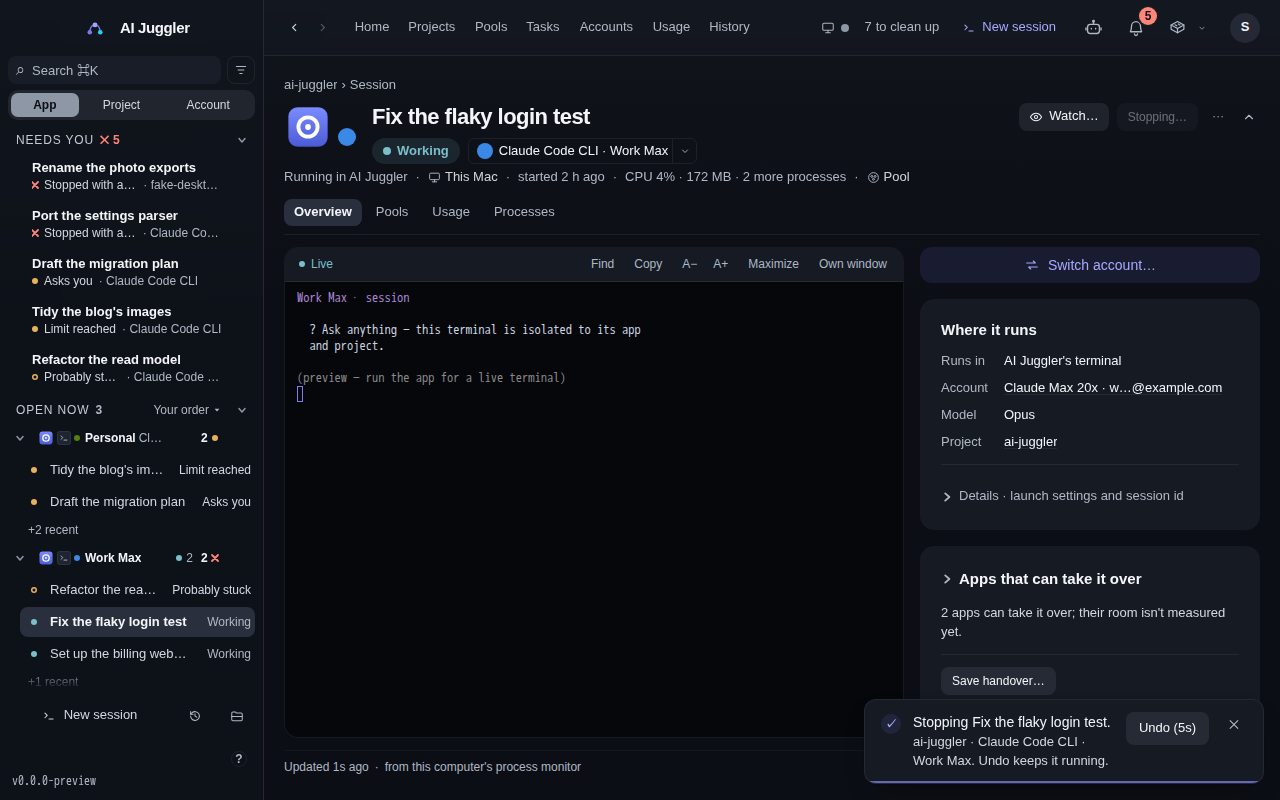 AI Juggler
Search ⌘K
App Project Account
NEEDS YOU 5
Rename the photo exports
Stopped with a… · fake-deskt…
Port the settings parser
Stopped with a… · Claude Co…
Draft the migration plan
Asks you · Claude Code CLI
Tidy the blog's images
Limit reached · Claude Code CLI
Refactor the read model
Probably st… · Claude Code …
OPEN NOW 3 Your order
Personal Cl… 2
Tidy the blog's im… Limit reached
Draft the migration plan Asks you
+2 recent
Work Max 2 2
Refactor the rea… Probably stuck
Fix the flaky login test Working
Set up the billing web… Working
+1 recent
New session
?
v0.0.0-preview
Home Projects Pools Tasks Accounts Usage History
7 to clean up
New session
5
S
ai-juggler › Session
Fix the flaky login test
Working
Claude Code CLI · Work Max
Watch…
Stopping…
Running in AI Juggler · This Mac · started 2 h ago · CPU 4% · 172 MB · 2 more processes · Pool
Overview Pools Usage Processes
Live Find Copy A− A+ Maximize Own window
Work Max · session
? Ask anything — this terminal is isolated to its app
and project.
(preview — run the app for a live terminal)
Updated 1s ago · from this computer's process monitor
Switch account…
Where it runs
Runs in AI Juggler's terminal
Account Claude Max 20x · w…@example.com
Model Opus
Project ai-juggler
Details · launch settings and session id
Apps that can take it over
2 apps can take it over; their room isn't measured
yet.
Save handover…
Stopping Fix the flaky login test.
ai-juggler · Claude Code CLI ·
Work Max. Undo keeps it running.
Undo (5s)